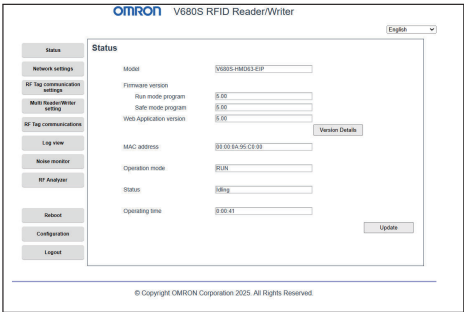 OMRON V680S RFID Reader/Writer
English
Status
Network settings
RF Tag communication
settings
Multi Reader/Writer
setting
RF Tag communications
Log view
Noise monitor
RF Analyzer
Reboot
Configuration
Logout
Status
Model V680S-HMD63-EIP
Firmware version
Run mode program 5.00
Safe mode program 5.00
Web Application version 5.00
Version Details
MAC address 00:00:0A:95:C0:00
Operation mode RUN
Status Idling
Operating time 0:00:41
Update
© Copyright OMRON Corporation 2025. All Rights Reserved.